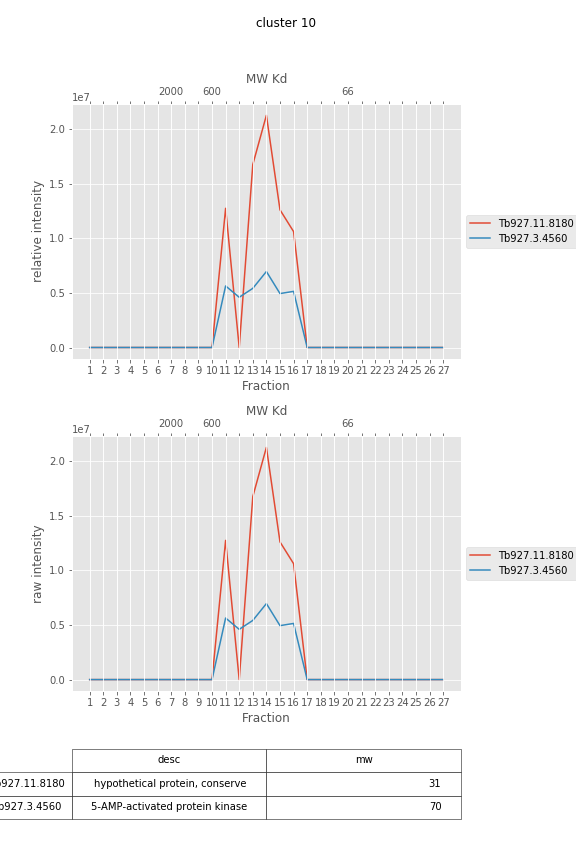 cluster 10
MW Kd
2000 600 66
1e7
2.0
1.5
1.0
0.5
0.0
relative intensity
Tb927.11.8180
Tb927.3.4560
1 2 3 4 5 6 7 8 9 10 11 12 13 14 15 16 17 18 19 20 21 22 23 24 25 26 27
Fraction
MW Kd
2000 600 66
1e7
2.0
1.5
1.0
0.5
0.0
raw intensity
Tb927.11.8180
Tb927.3.4560
1 2 3 4 5 6 7 8 9 10 11 12 13 14 15 16 17 18 19 20 21 22 23 24 25 26 27
Fraction
desc mw
b927.11.8180 hypothetical protein, conserve 31
b927.3.4560 5-AMP-activated protein kinase 70